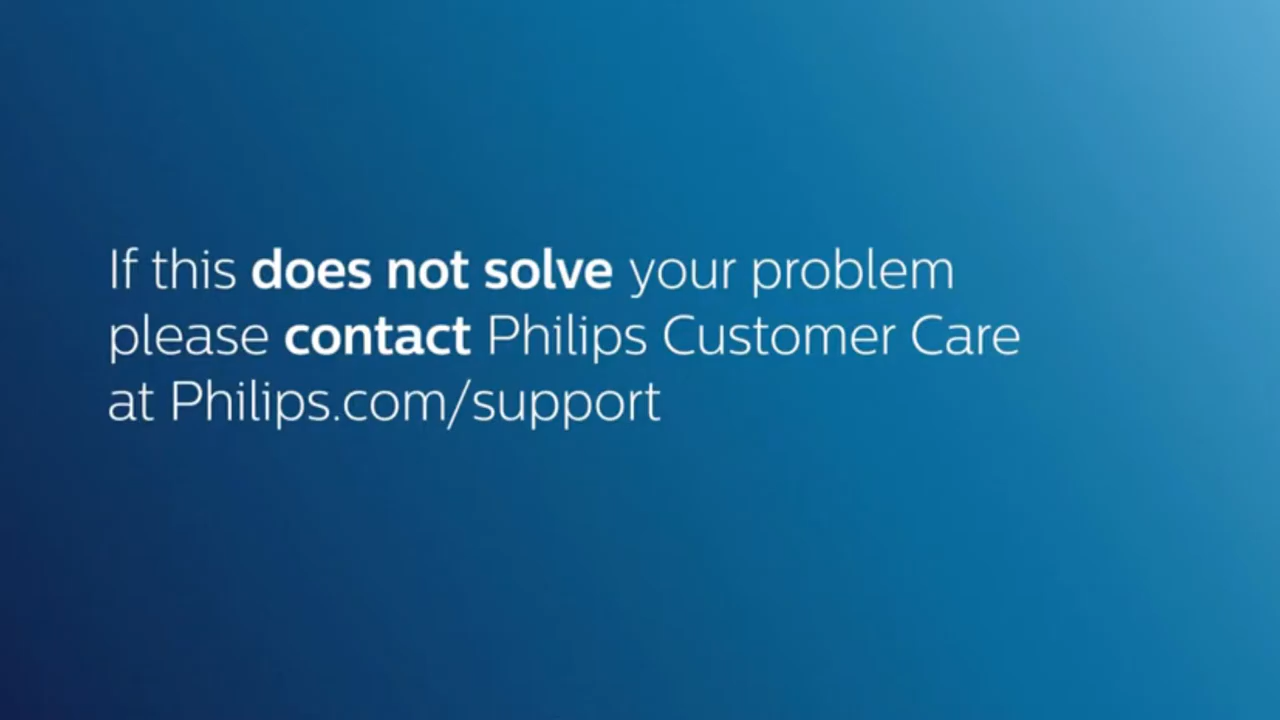 If this does not solve your problem
please contact Philips Customer Care
at Philips.com/support